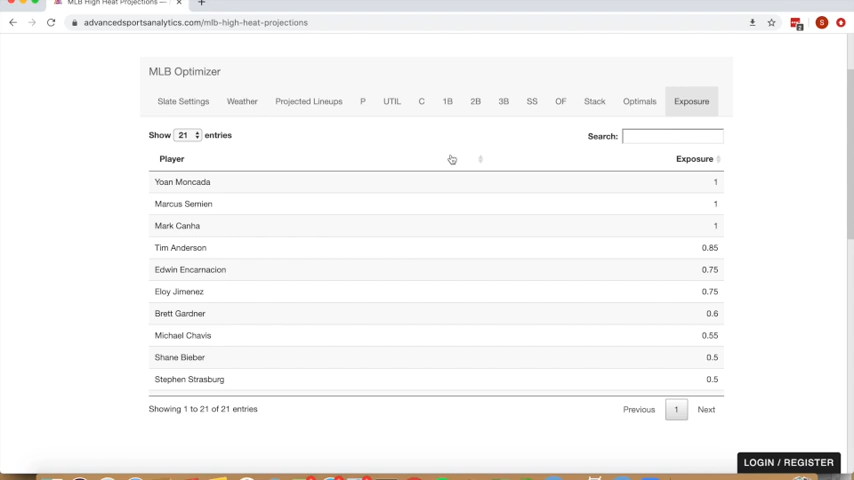 MLB High Heat Projections —
advancedsportsanalytics.com/mlb-high-heat-projections
2
S
MLB Optimizer
Slate Settings Weather Projected Lineups P UTIL C 1B 2B 3B SS OF Stack Optimals Exposure
Show 21 entries Search:
Player Exposure
Yoan Moncada 1
Marcus Semien 1
Mark Canha 1
Tim Anderson 0.85
Edwin Encarnacion 0.75
Eloy Jimenez 0.75
Brett Gardner 0.6
Michael Chavis 0.55
Shane Bieber 0.5
Stephen Strasburg 0.5
Showing 1 to 21 of 21 entries Previous 1 Next
LOGIN / REGISTER